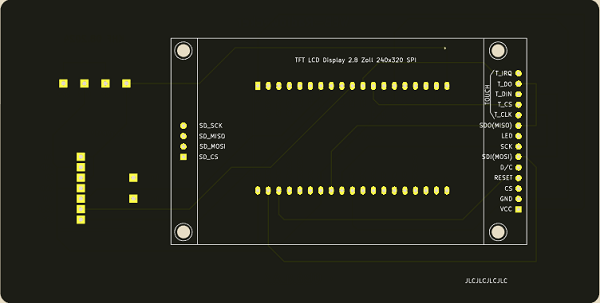 TFT LCD Display 2.8 Zoll 240x320 SPI
T_IRQ
T_DO
T_DIN
T_CS
T_CLK
TOUCH
SDO(MISO)
LED
SCK
SDI(MOSI)
D/C
RESET
CS
GND
VCC
SD_SCK
SD_MISO
SD_MOSI
SD_CS
JLCJLCJLCJLC